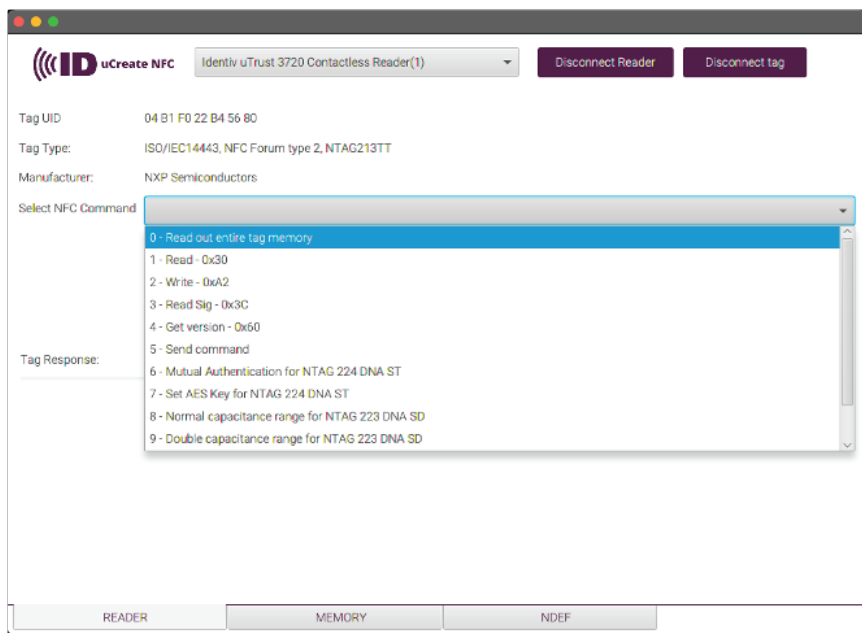 ID uCreate NFC
Identiv uTrust 3720 Contactless Reader(1)
Disconnect Reader
Disconnect tag
Tag UID 04 B1 F0 22 B4 56 80
Tag Type: ISO/IEC14443, NFC Forum type 2, NTAG213TT
Manufacturer: NXP Semiconductors
Select NFC Command
0 - Read out entire tag memory
1 - Read - 0x30
2 - Write - 0xA2
3 - Read Sig - 0x3C
4 - Get version - 0x60
5 - Send command
6 - Mutual Authentication for NTAG 224 DNA ST
7 - Set AES Key for NTAG 224 DNA ST
8 - Normal capacitance range for NTAG 223 DNA SD
9 - Double capacitance range for NTAG 223 DNA SD
Tag Response:
READER
MEMORY
NDEF